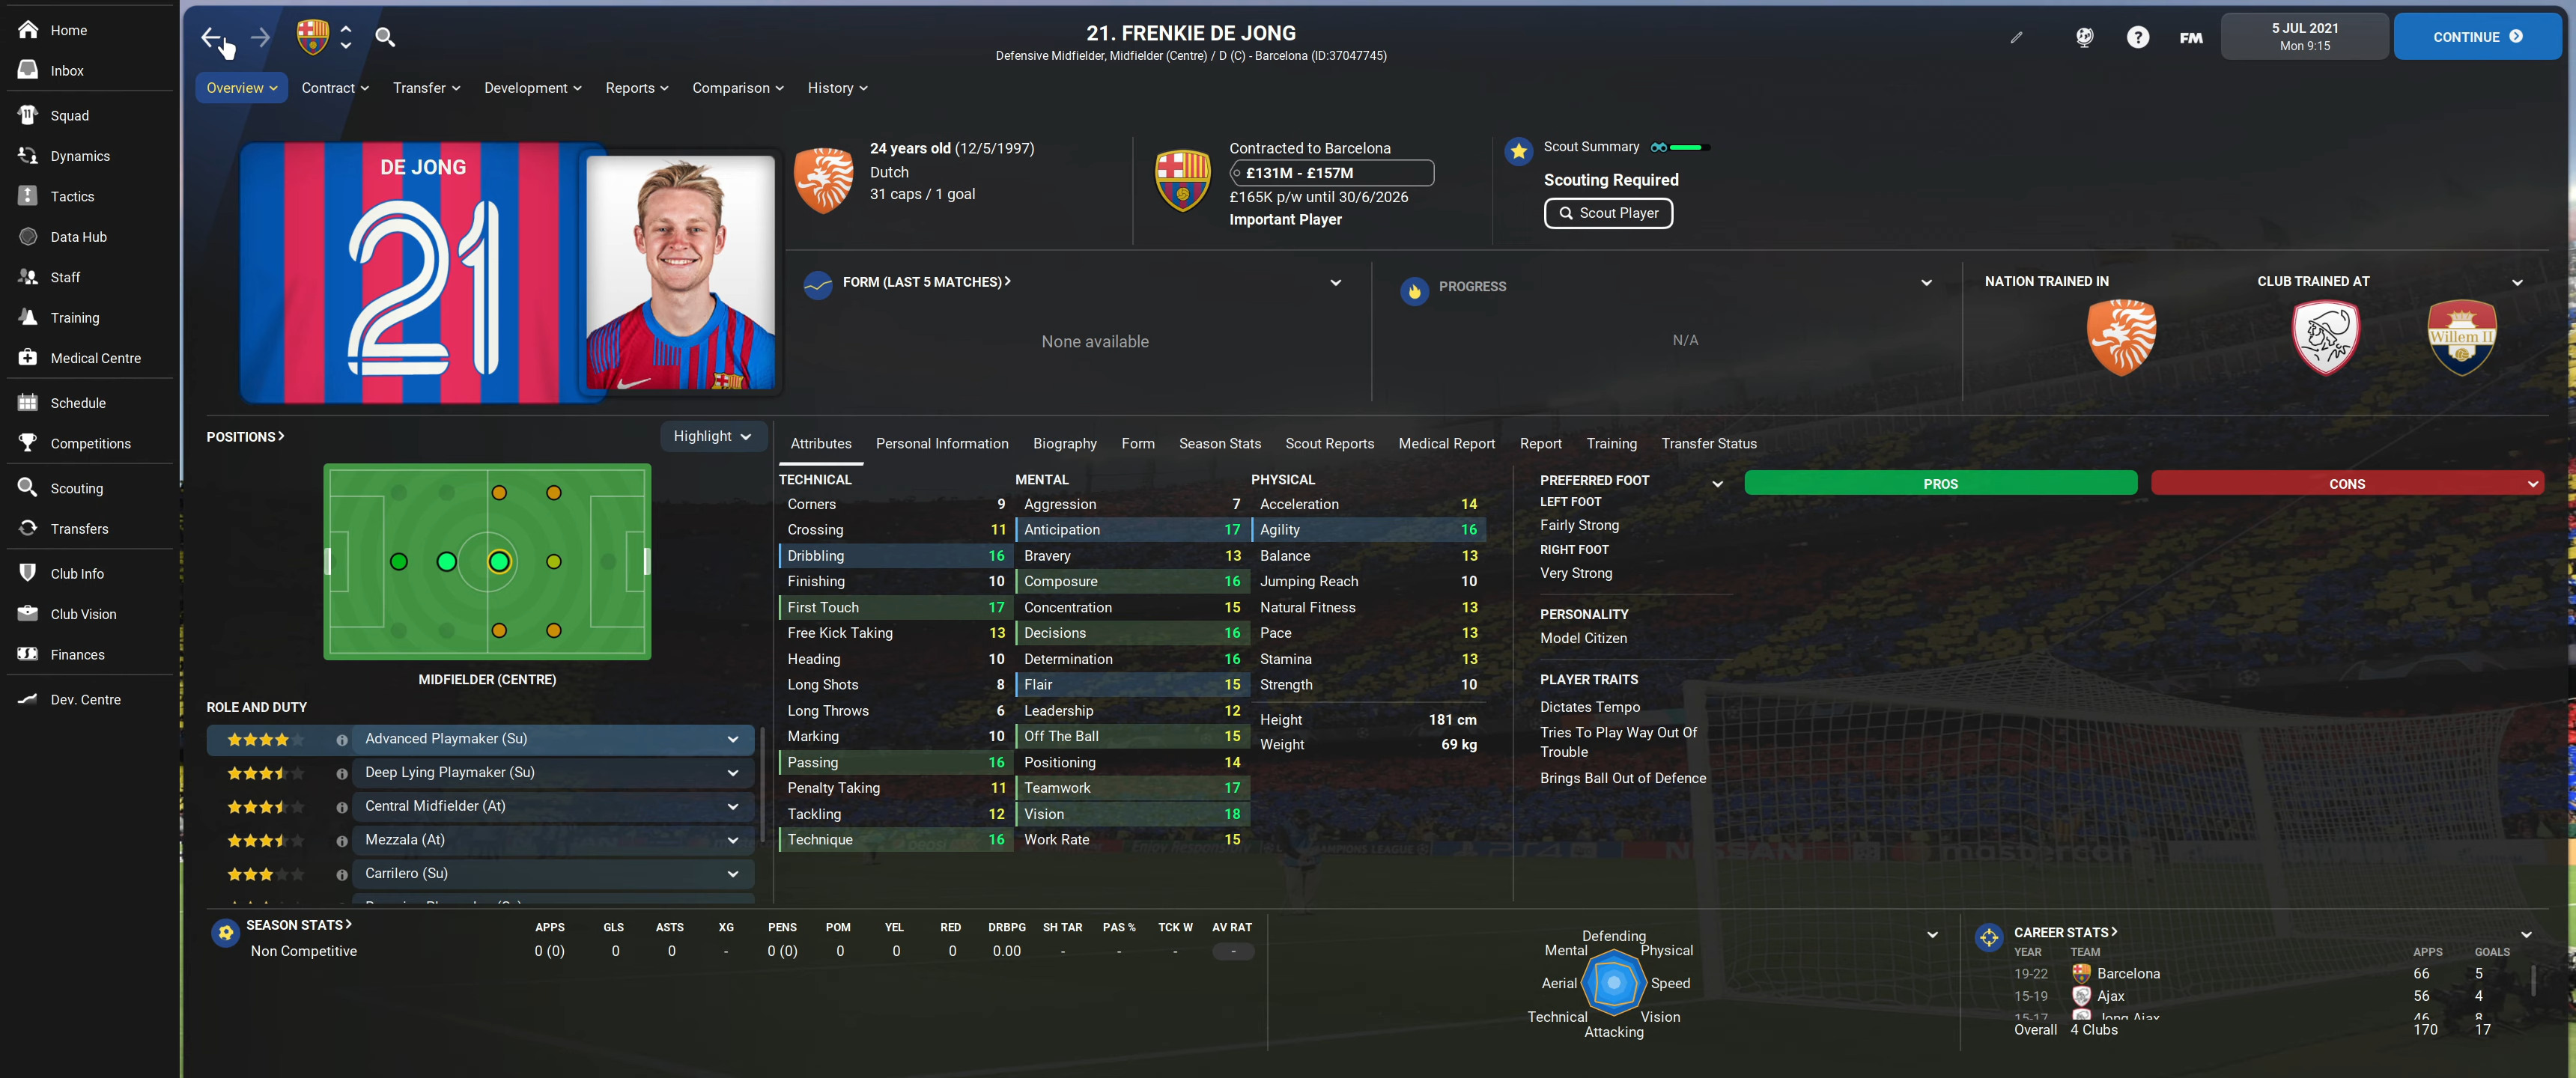 Home
Inbox
Squad
Dynamics
Tactics
Data Hub
Staff
Training
Medical Centre
Schedule
Competitions
Scouting
Transfers
Club Info
Club Vision
Finances
Dev. Centre
21. FRENKIE DE JONG
Defensive Midfielder, Midfielder (Centre) / D (C) - Barcelona (ID:37047745)
FM
5 JUL 2021
Mon 9:15
CONTINUE
Overview
Contract
Transfer
Development
Reports
Comparison
History
DE JONG
21
24 years old (12/5/1997)
Dutch
31 caps / 1 goal
Contracted to Barcelona
£131M - £157M
£165K p/w until 30/6/2026
Important Player
Scout Summary
Scouting Required
Scout Player
FORM (LAST 5 MATCHES)
None available
PROGRESS
N/A
NATION TRAINED IN
CLUB TRAINED AT
Willem II
POSITIONS
Highlight
MIDFIELDER (CENTRE)
ROLE AND DUTY
Advanced Playmaker (Su)
Deep Lying Playmaker (Su)
Central Midfielder (At)
Mezzala (At)
Carrilero (Su)
Attributes
Personal Information
Biography
Form
Season Stats
Scout Reports
Medical Report
Report
Training
Transfer Status
TECHNICAL
Corners 9
Crossing 11
Dribbling 16
Finishing 10
First Touch 17
Free Kick Taking 13
Heading 10
Long Shots 8
Long Throws 6
Marking 10
Passing 16
Penalty Taking 11
Tackling 12
Technique 16
MENTAL
Aggression 7
Anticipation 17
Bravery 13
Composure 16
Concentration 15
Decisions 16
Determination 16
Flair 15
Leadership 12
Off The Ball 15
Positioning 14
Teamwork 17
Vision 18
Work Rate 15
PHYSICAL
Acceleration 14
Agility 16
Balance 13
Jumping Reach 10
Natural Fitness 13
Pace 13
Stamina 13
Strength 10
Height 181 cm
Weight 69 kg
PREFERRED FOOT
LEFT FOOT
Fairly Strong
RIGHT FOOT
Very Strong
PERSONALITY
Model Citizen
PLAYER TRAITS
Dictates Tempo
Tries To Play Way Out Of
Trouble
Brings Ball Out of Defence
PROS
CONS
SEASON STATS
APPS GLS ASTS XG PENS POM YEL RED DRBPG SH TAR PAS % TCK W AV RAT
Non Competitive 0 (0) 0 0 - 0 (0) 0 0 0 0.00 - - - -
Defending
Mental
Physical
Aerial
Speed
Technical
Vision
Attacking
CAREER STATS
YEAR TEAM APPS GOALS
19-22 Barcelona 66 5
15-19 Ajax 56 4
15-17 Jong Ajax 46 8
Overall 4 Clubs 170 17